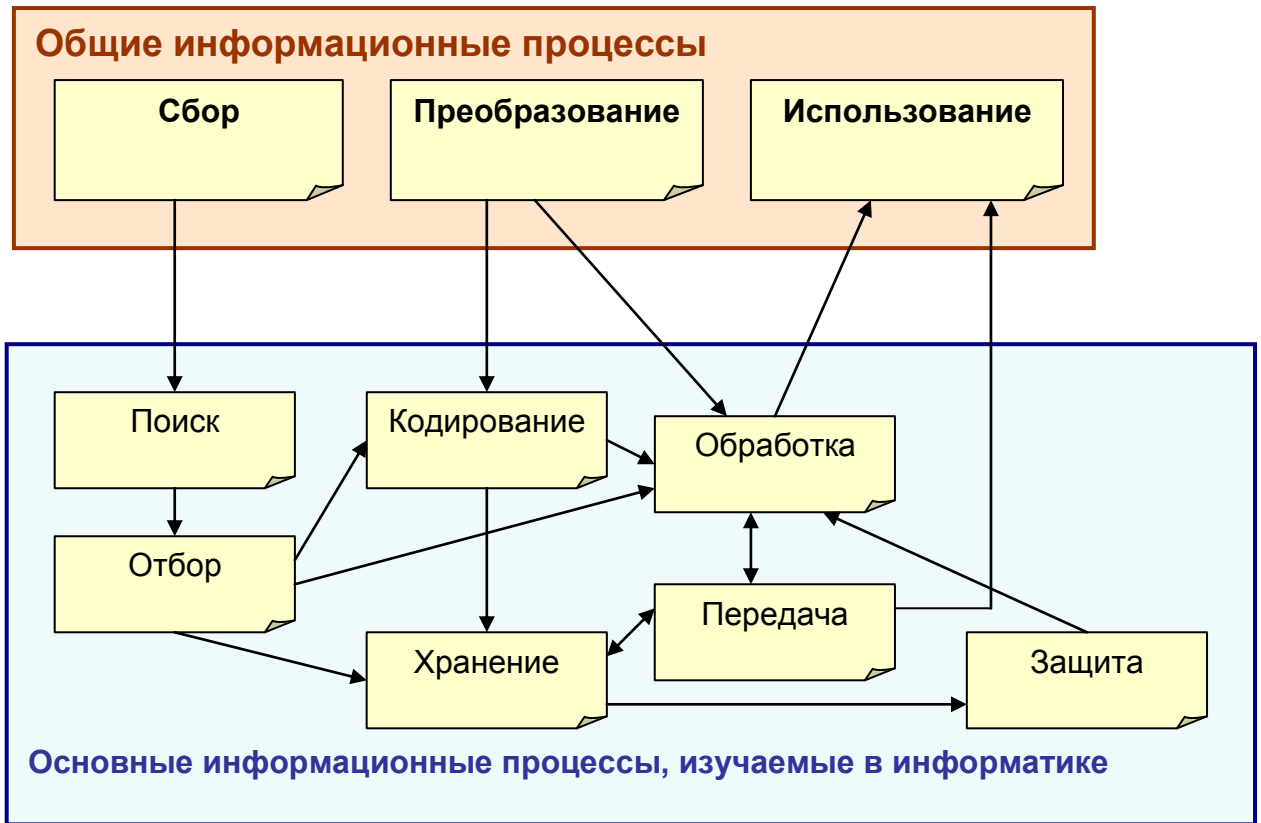 Общие информационные процессы
Сбор
Преобразование
Использование
Поиск
Кодирование
Обработка
Отбор
Передача
Хранение
Защита
Основные информационные процессы, изучаемые в информатике